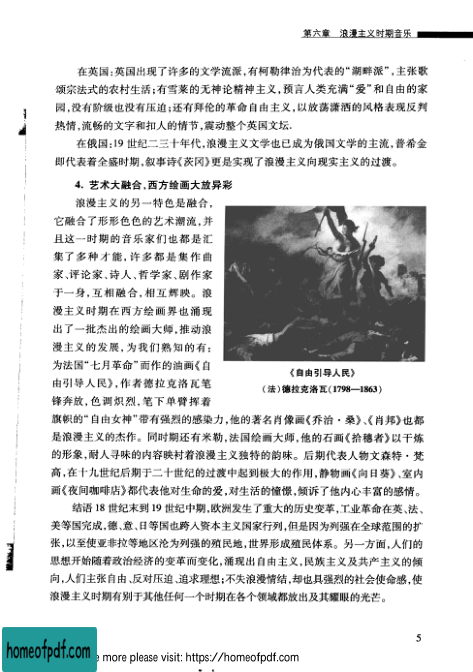 第六章 浪漫主义时期音乐
在英国:英国出现了许多的文学流派,有柯勒律治为代表的“湖畔派”,主张歌
颂宗法式的农村生活;有雪莱的无神论精神主义,预言人类充满“爱”和自由的家
园,没有阶级也没有压迫;还有拜伦的革命自由主义,以放荡潇洒的风格表现反判
热情,流畅的文字和扣人的情节,震动整个英国文坛.
在俄国:19世纪二三十年代,浪漫主义文学也已成为俄国文学的主流,普希金
即代表着全盛时期,叙事诗《茨冈》更是实现了浪漫主义向现实主义的过渡。
4. 艺术大融合,西方绘画大放异彩
浪漫主义的另一特色是融合,
它融合了形形色色的艺术潮流,并
且这一时期的音乐家们也都是汇
集了多种才能,许多都是集作曲
家、评论家、诗人、哲学家、剧作家
于一身,互相融合,相互辉映。浪
漫主义时期在西方绘画界也涌现
出了一批杰出的绘画大师,推动浪
漫主义的发展,为我们熟知的有;
为法国“七月革命”而作的油画《自
由引导人民》,作者德拉克洛瓦笔
锋奔放,色调炽烈,笔下单臂挥着
《自由引导人民》
(法)德拉克洛瓦(1798—1863)
旗帜的“自由女神”带有强烈的感染力,他的著名肖像画《乔治·桑》、《肖邦》也都
是浪漫主义的杰作。同时期还有米勒,法国绘画大师,他的石画《拾穗者》以于炼
的形象,耐人寻味的内容映衬着浪漫主义独特的韵味。后期代表人物文森特·梵
高,在十九世纪后期于二十世纪的过渡中起到极大的作用,静物画《向日葵》、室内
画《夜间咖啡店》都代表他对生命的爱,对生活的憧憬,倾诉了他内心丰富的感情。
结语 18世纪末到19世纪中期,欧洲发生了重大的历史变革,工业革命在英、法、
美等国完成,德、意、日等国也跨入资本主义国家行列,但是因为列强在全球范围的扩
张,以至使亚非拉等地区沦为列强的殖民地,世界形成殖民体系。另一方面,人们的
思想开始随着政治经济的变革而变化,涌现出自由主义,民族主义及共产主义的倾
向,人们主张自由、反对压迫、追求理想;不失浪漫情结,却也具强烈的社会使命感,使
浪漫主义时期有别于其他任何一个时期在各个领域都放出及其耀眼的光芒。
5
homeofpdf.com
e more please visit: https://homeofpdf.com